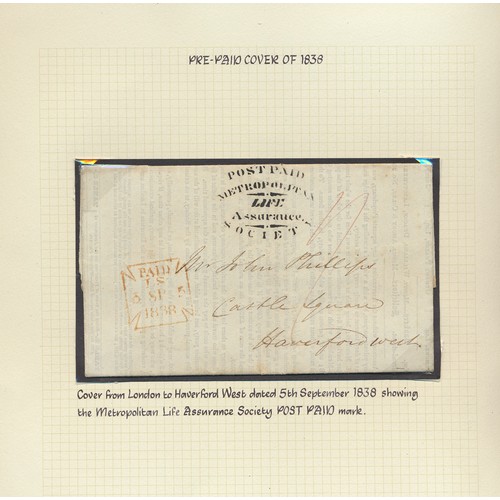 PRE-PAID COVER OF 1838
POST PAID
METROPOLITAN
LIFE
Assurance
SOCIETY
PAID
5 SP 5
1838
Mr John Phillips
Castle Square
Haverfordwest
Cover from London to Haverford West dated 5th September 1838 showing
the Metropolitan Life Assurance Society POST PAID mark.